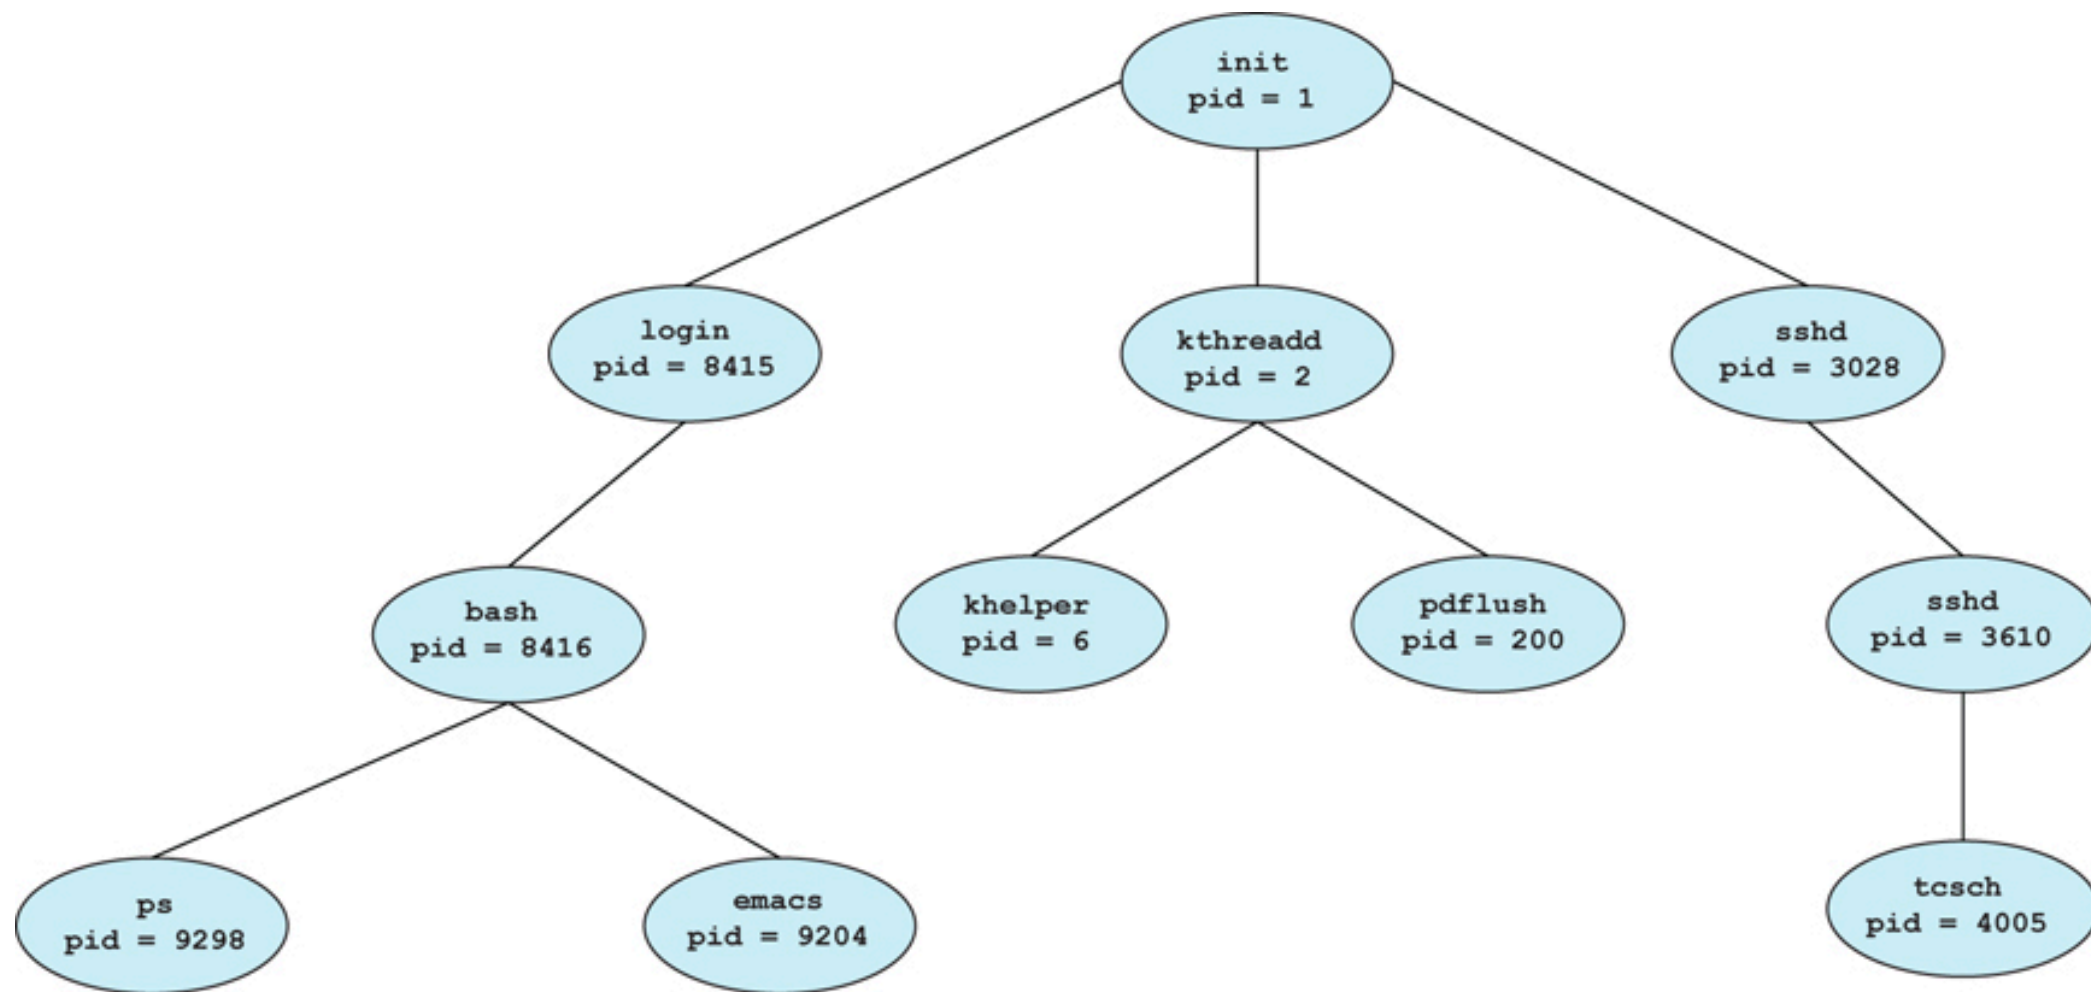 init
pid = 1
login
pid = 8415
kthreadd
pid = 2
sshd
pid = 3028
bash
pid = 8416
khelper
pid = 6
pdflush
pid = 200
sshd
pid = 3610
ps
pid = 9298
emacs
pid = 9204
tcsch
pid = 4005